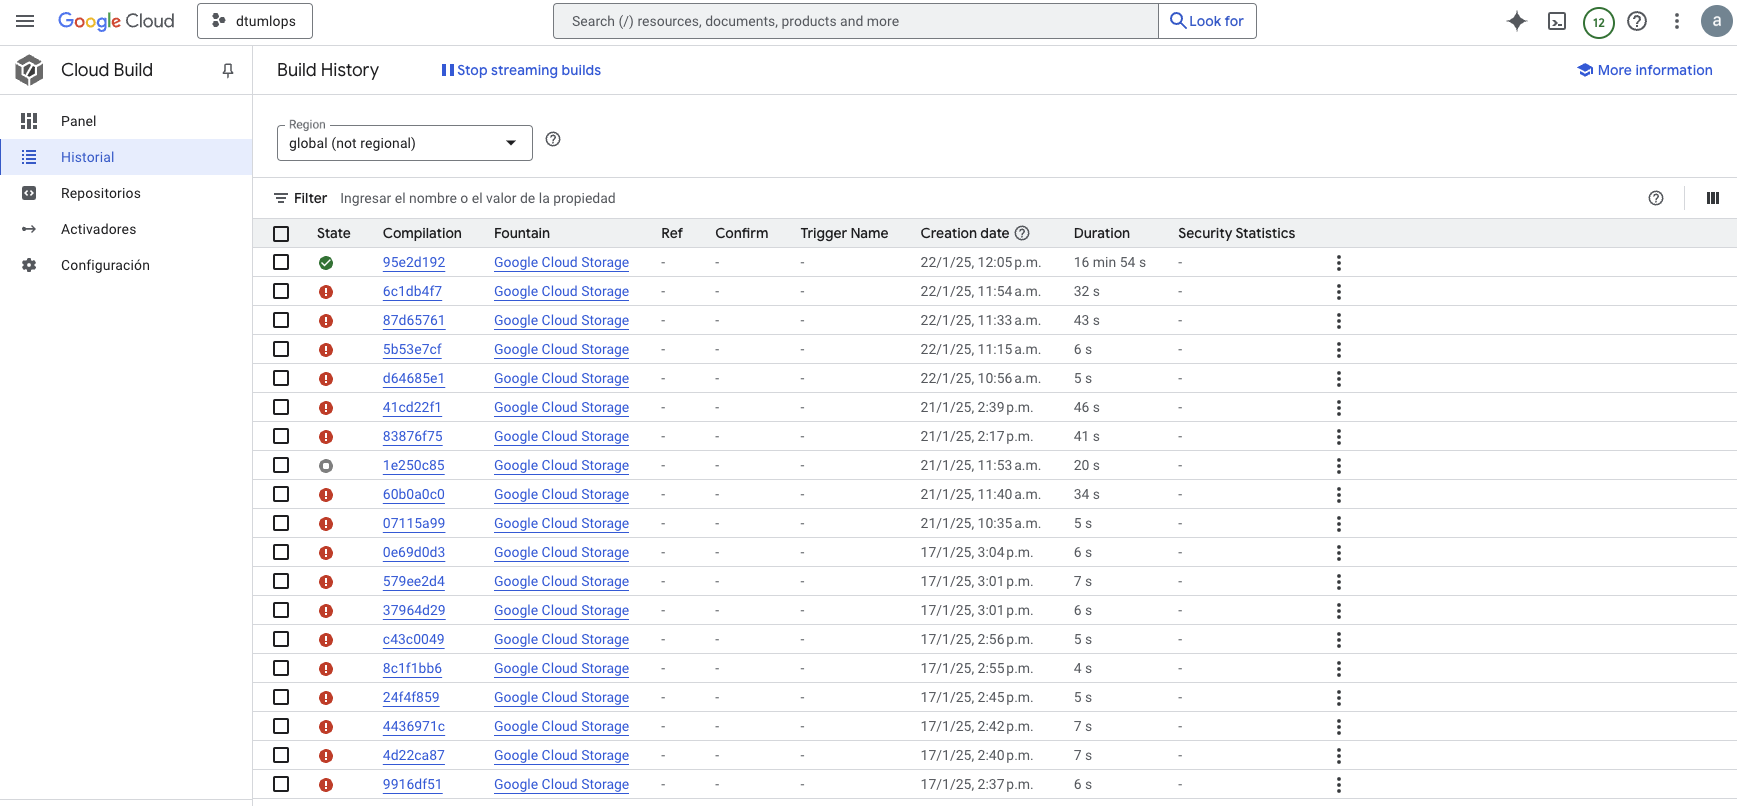 Google Cloud
dtumlops
Search (/) resources, documents, products and more
Look for
12
a
Cloud Build
Build History
Stop streaming builds
More information
Panel
Historial
Repositorios
Activadores
Configuración
Region
global (not regional)
Filter Ingresar el nombre o el valor de la propiedad
State Compilation Fountain Ref Confirm Trigger Name Creation date Duration Security Statistics
95e2d192 Google Cloud Storage - - - 22/1/25, 12:05 p.m. 16 min 54 s -
6c1db4f7 Google Cloud Storage - - - 22/1/25, 11:54 a.m. 32 s -
87d65761 Google Cloud Storage - - - 22/1/25, 11:33 a.m. 43 s -
5b53e7cf Google Cloud Storage - - - 22/1/25, 11:15 a.m. 6 s -
d64685e1 Google Cloud Storage - - - 22/1/25, 10:56 a.m. 5 s -
41cd22f1 Google Cloud Storage - - - 21/1/25, 2:39 p.m. 46 s -
83876f75 Google Cloud Storage - - - 21/1/25, 2:17 p.m. 41 s -
1e250c85 Google Cloud Storage - - - 21/1/25, 11:53 a.m. 20 s -
60b0a0c0 Google Cloud Storage - - - 21/1/25, 11:40 a.m. 34 s -
07115a99 Google Cloud Storage - - - 21/1/25, 10:35 a.m. 5 s -
0e69d0d3 Google Cloud Storage - - - 17/1/25, 3:04 p.m. 6 s -
579ee2d4 Google Cloud Storage - - - 17/1/25, 3:01 p.m. 7 s -
37964d29 Google Cloud Storage - - - 17/1/25, 3:01 p.m. 6 s -
c43c0049 Google Cloud Storage - - - 17/1/25, 2:56 p.m. 5 s -
8c1f1bb6 Google Cloud Storage - - - 17/1/25, 2:55 p.m. 4 s -
24f4f859 Google Cloud Storage - - - 17/1/25, 2:45 p.m. 5 s -
4436971c Google Cloud Storage - - - 17/1/25, 2:42 p.m. 7 s -
4d22ca87 Google Cloud Storage - - - 17/1/25, 2:40 p.m. 7 s -
9916df51 Google Cloud Storage - - - 17/1/25, 2:37 p.m. 6 s -